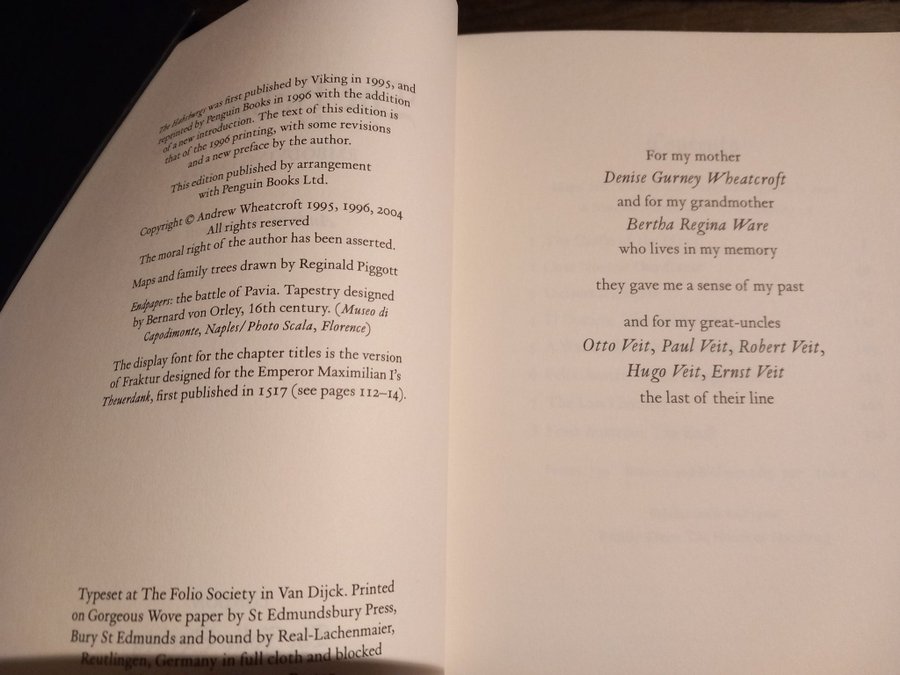 The Habsburgs was first published by Viking in 1995, and
reprinted by Penguin Books in 1996 with the addition
of a new introduction. The text of this edition is
that of the 1996 printing, with some revisions
and a new preface by the author.
This edition published by arrangement
with Penguin Books Ltd.
Copyright © Andrew Wheatcroft 1995, 1996, 2004
All rights reserved
The moral right of the author has been asserted.
Maps and family trees drawn by Reginald Piggott
Endpapers: the battle of Pavia. Tapestry designed
by Bernard von Orley, 16th century. (Museo di
Capodimonte, Naples/Photo Scala, Florence)
The display font for the chapter titles is the version
of Fraktur designed for the Emperor Maximilian I's
Theuerdank, first published in 1517 (see pages 112–14).
Typeset at The Folio Society in Van Dijck. Printed
on Gorgeous Wove paper by St Edmundsbury Press,
Bury St Edmunds and bound by Real-Lachenmaier,
Reutlingen, Germany in full cloth and blocked
For my mother
Denise Gurney Wheatcroft
and for my grandmother
Bertha Regina Ware
who lives in my memory
they gave me a sense of my past
and for my great-uncles
Otto Veit, Paul Veit, Robert Veit,
Hugo Veit, Ernst Veit
the last of their line